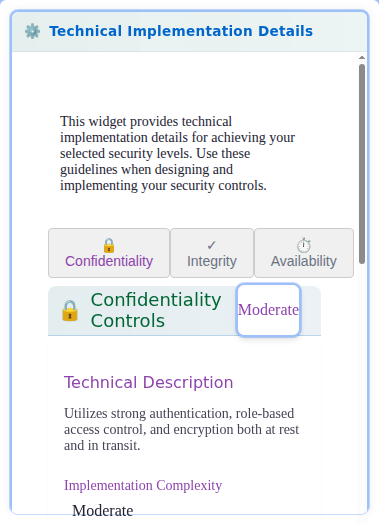 Technical Implementation Details
This widget provides technical
implementation details for achieving your
selected security levels. Use these
guidelines when designing and
implementing your security controls.
Confidentiality
Integrity
Availability
Confidentiality
Controls
Moderate
Technical Description
Utilizes strong authentication, role-based
access control, and encryption both at rest
and in transit.
Implementation Complexity
Moderate